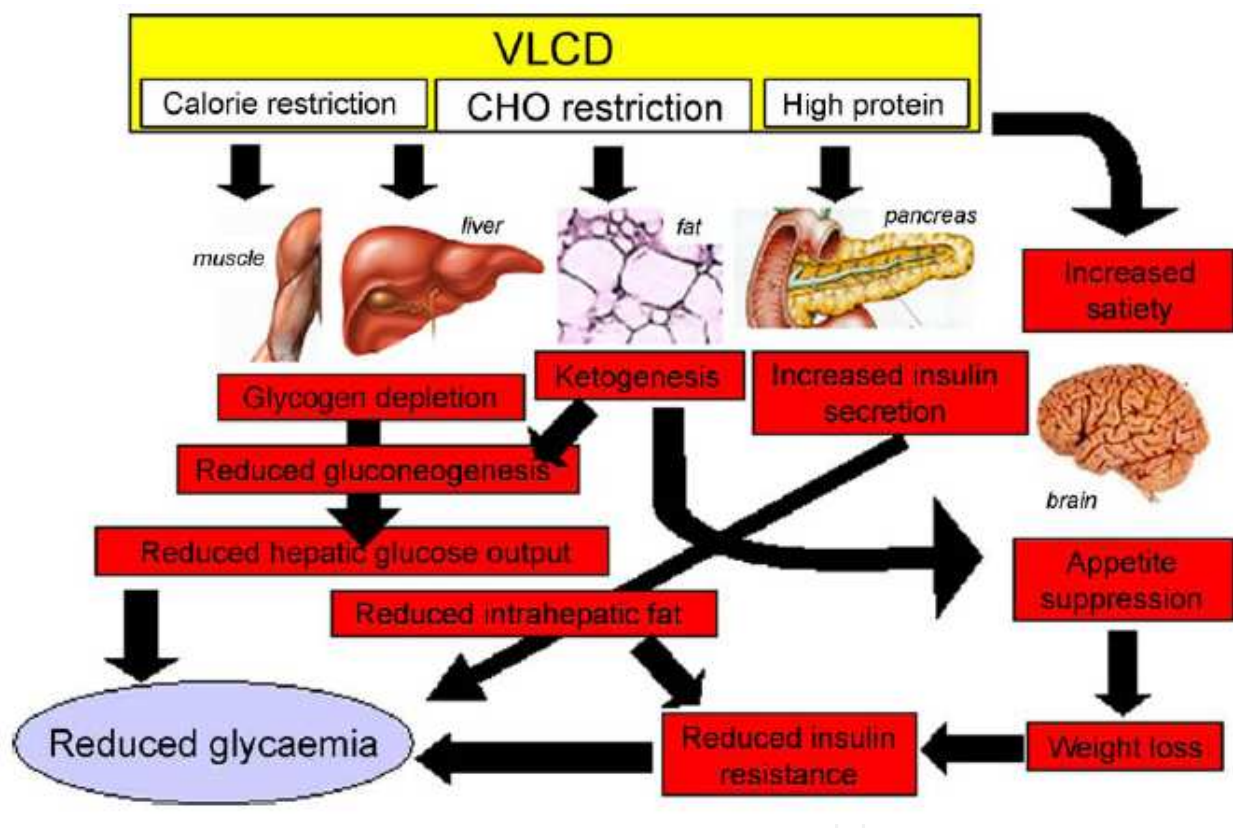 VLCD
Calorie restriction
CHO restriction
High protein
muscle
liver
fat
pancreas
Increased
satiety
Glycogen depletion
Ketogenesis
Increased insulin
secretion
Reduced gluconeogenesis
brain
Reduced hepatic glucose output
Appetite
suppression
Reduced intrahepatic fat
Reduced glycaemia
Reduced insulin
resistance
Weight loss